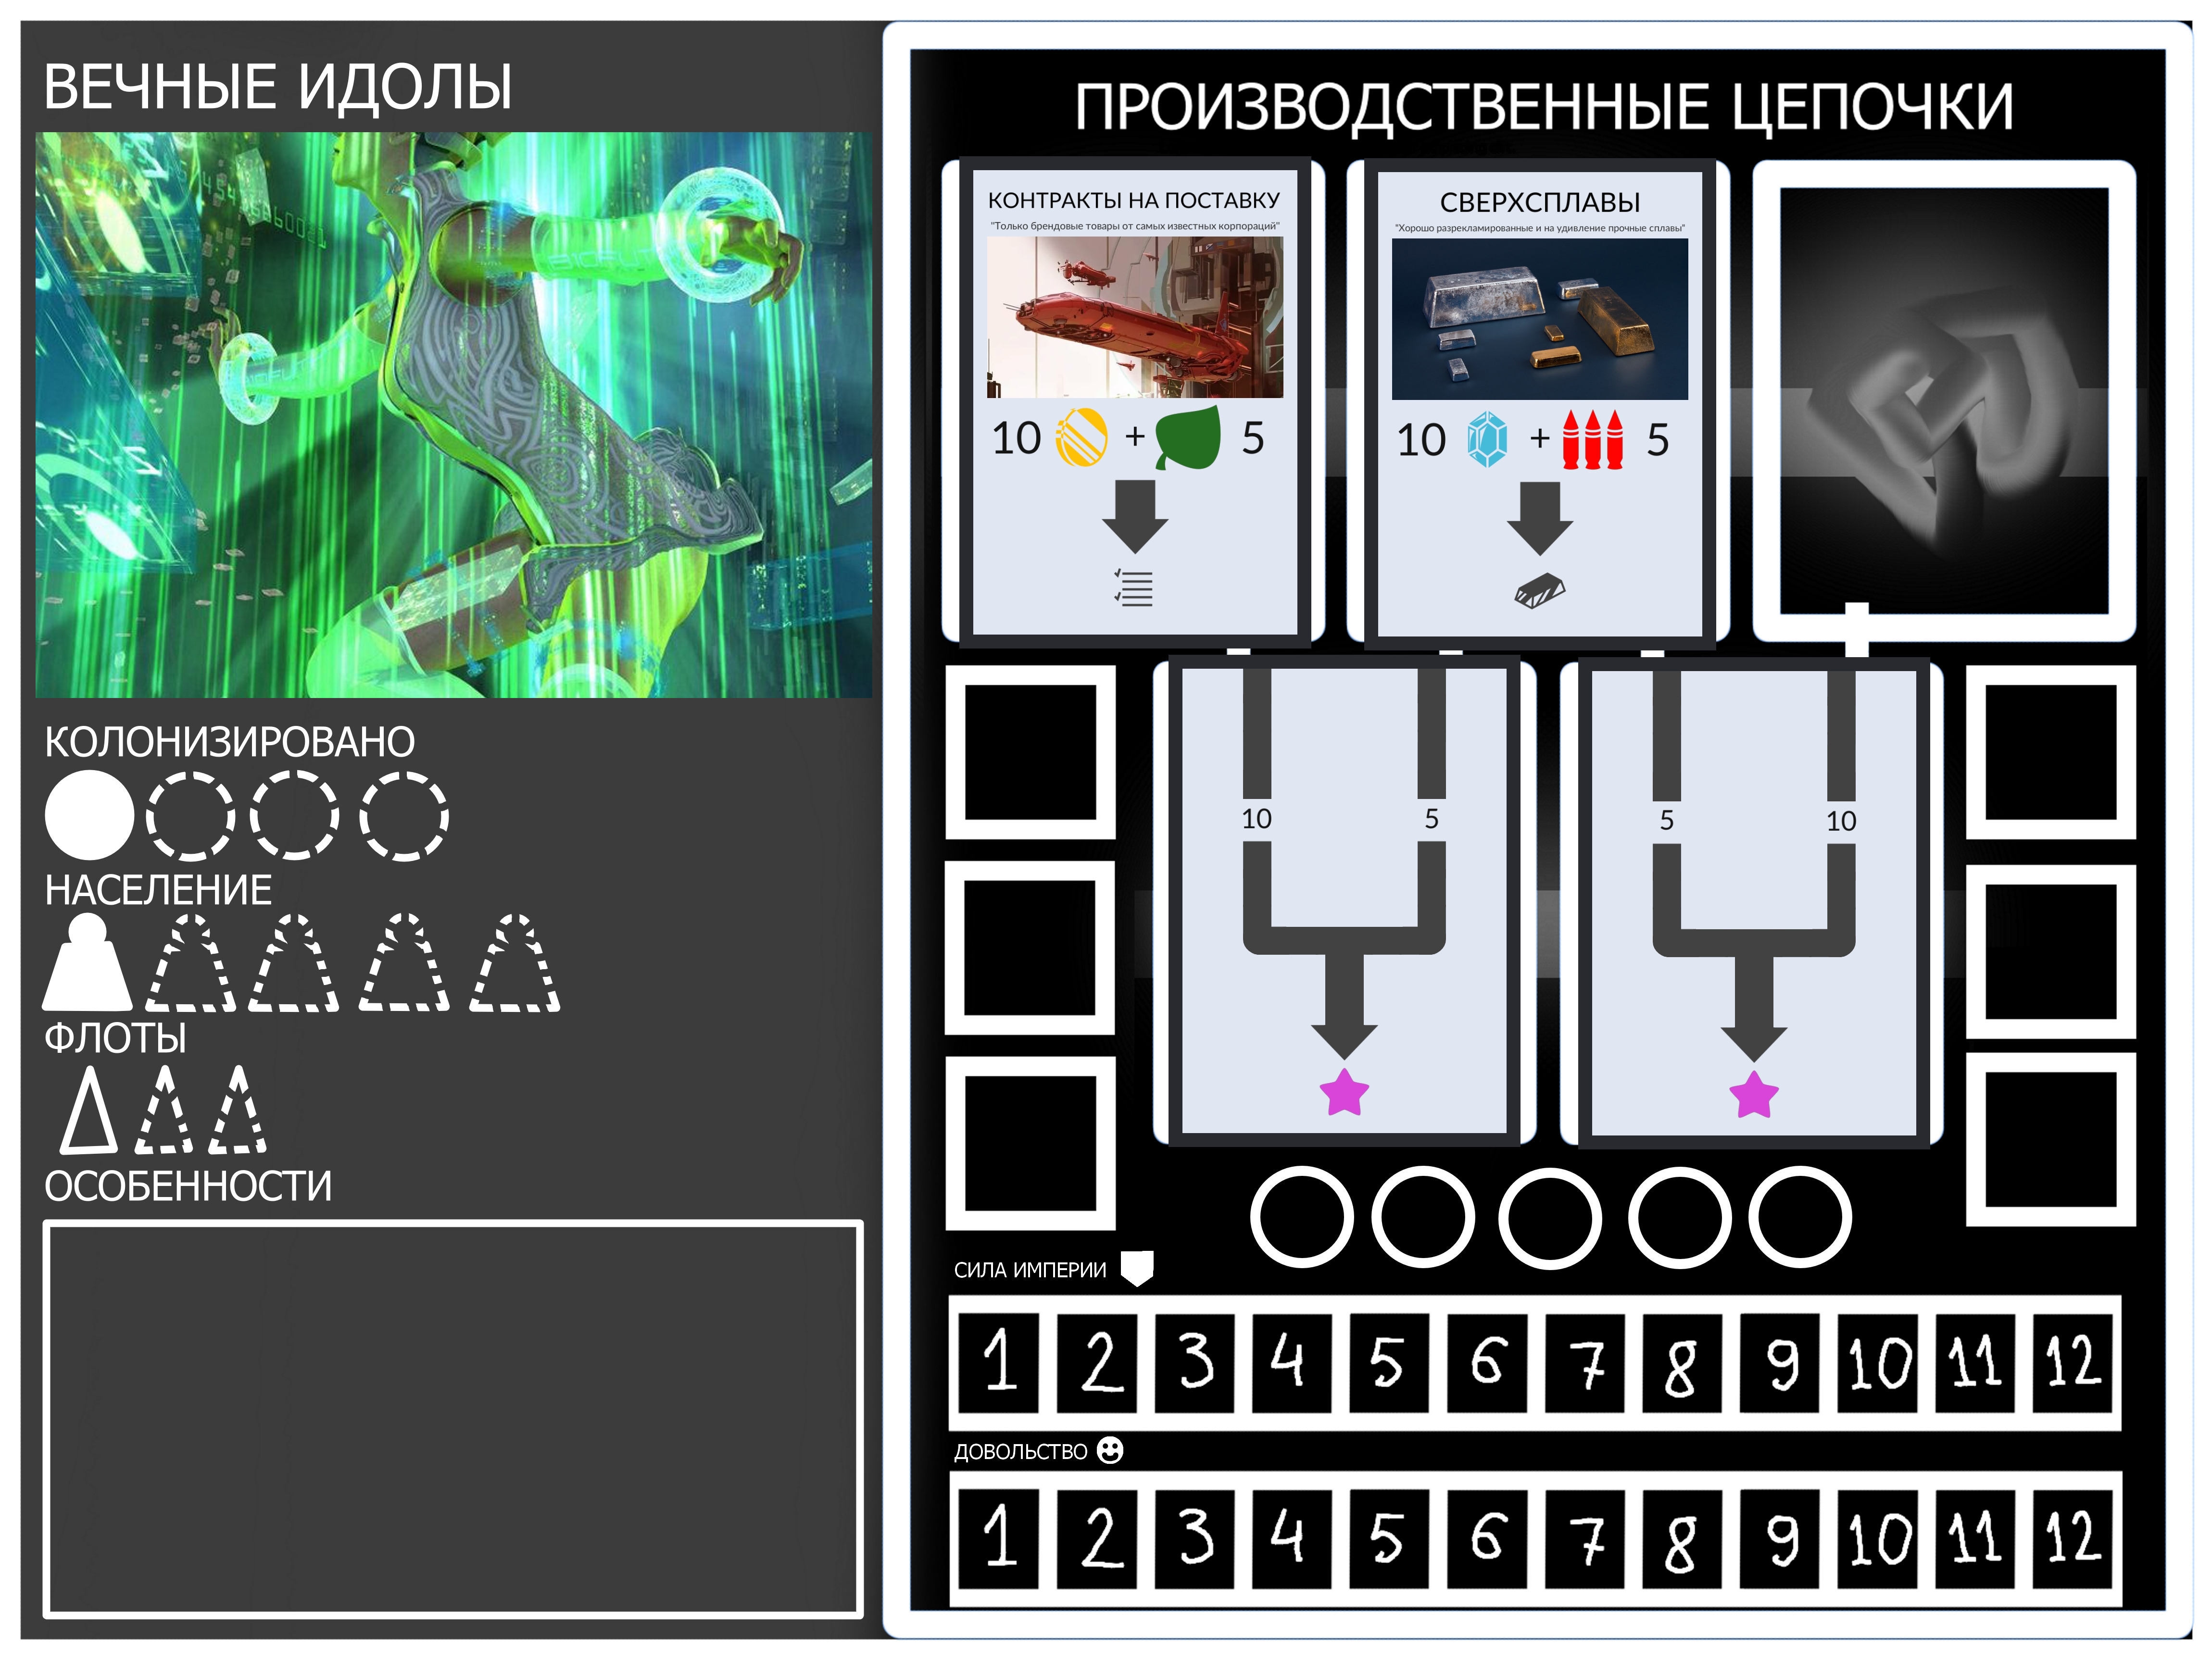 ВЕЧНЫЕ ИДОЛЫ
КОЛОНИЗИРОВАНО
НАСЕЛЕНИЕ
ФЛОТЫ
ОСОБЕННОСТИ
ПРОИЗВОДСТВЕННЫЕ ЦЕПОЧКИ
КОНТРАКТЫ НА ПОСТАВКУ
"Только брендовые товары от самых известных корпораций"
10 + 5
СВЕРХСПЛАВЫ
"Хорошо разрекламированные и на удивление прочные сплавы"
10 + 5
10 5
5 10
СИЛА ИМПЕРИИ
1 2 3 4 5 6 7 8 9 10 11 12
ДОВОЛЬСТВО
1 2 3 4 5 6 7 8 9 10 11 12